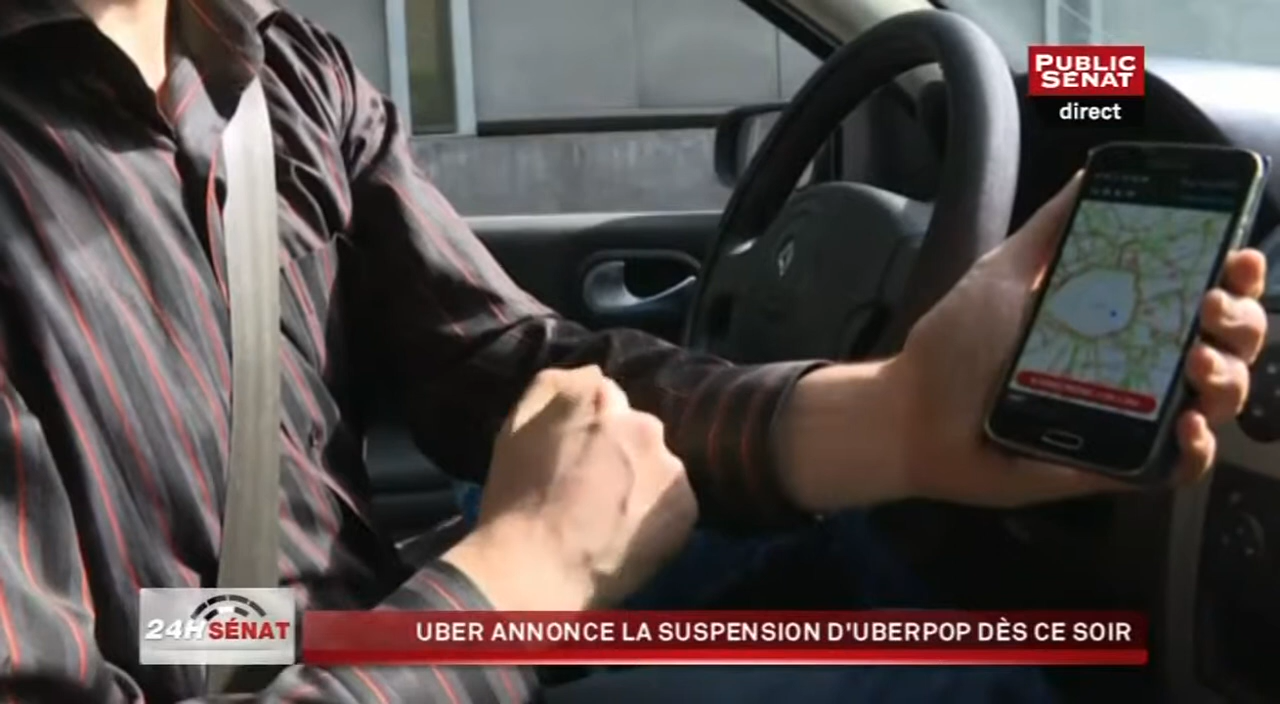 PUBLIC
SÉNAT
direct
24H SÉNAT
UBER ANNONCE LA SUSPENSION D'UBERPOP DÈS CE SOIR